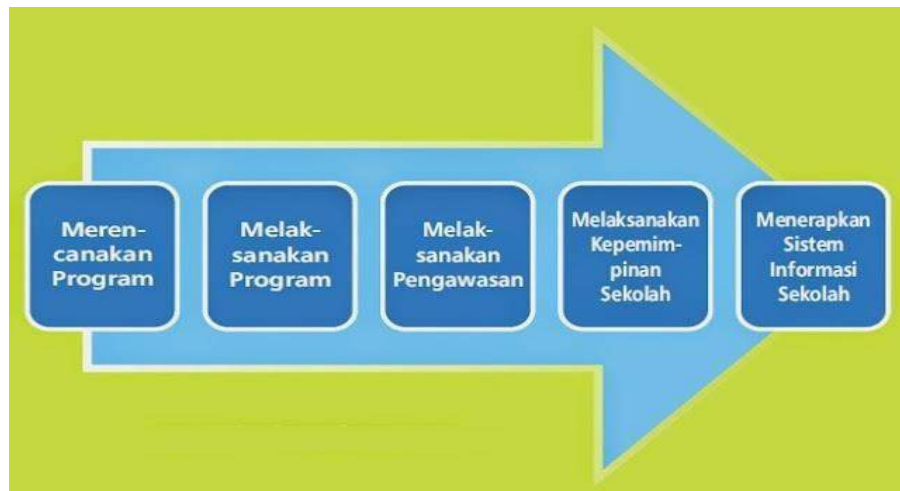 Meren-
canakan
Program
Melak-
sanakan
Program
Melak-
sanakan
Pengawasan
Melaksanakan
Kepemim-
pinan
Sekolah
Menerapkan
Sistem
Informasi
Sekolah